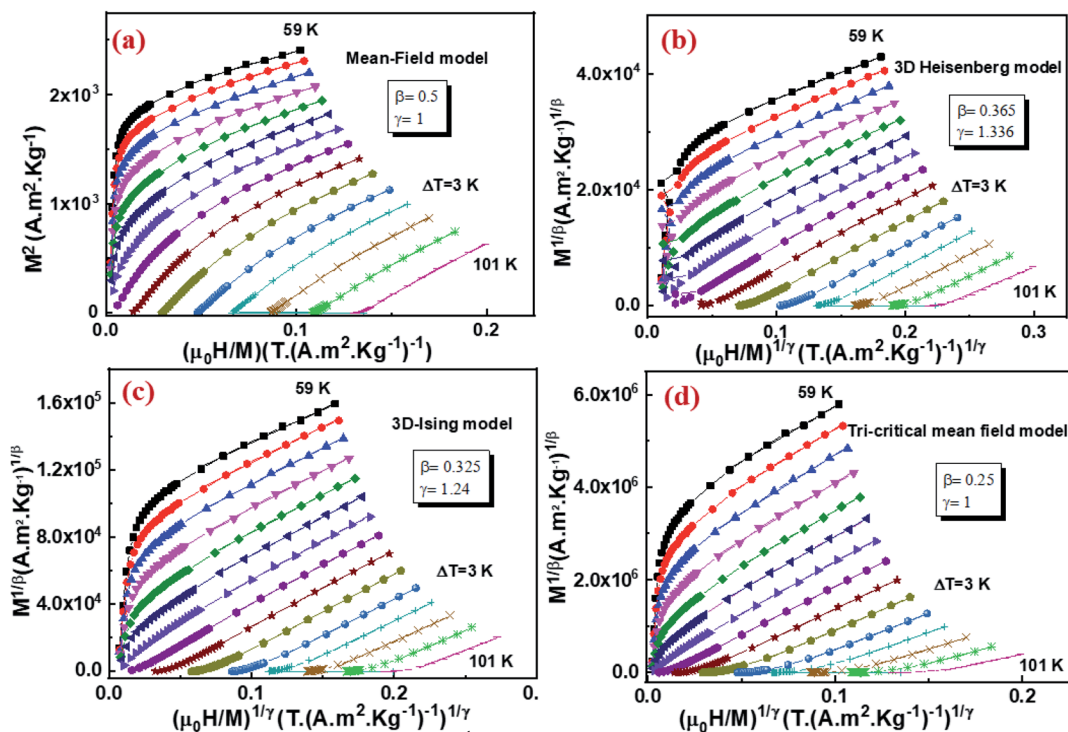 (a)
59 K
Mean-Field model
β= 0.5
γ= 1
ΔT=3 K
101 K
2x10³
1x10³
0
M² (A.m².Kg⁻¹)
0.0
0.1
0.2
(μ₀H/M)(T.(A.m².Kg⁻¹)⁻¹)
(b)
59 K
3D Heisenberg model
β= 0.365
γ= 1.336
ΔT=3 K
101 K
4.0x10⁴
2.0x10⁴
0.0
M^1/β(A.m².Kg⁻¹)^1/β
0.0
0.1
0.2
0.3
(μ₀H/M)^1/γ (T.(A.m².Kg⁻¹)⁻¹)^1/γ
(c)
59 K
3D-Ising model
β= 0.325
γ= 1.24
ΔT=3 K
101 K
1.6x10⁵
1.2x10⁵
8.0x10⁴
4.0x10⁴
0.0
M^1/β(A.m².Kg⁻¹)^1/β
0.0
0.1
0.2
0.
(μ₀H/M)^1/γ (T.(A.m².Kg⁻¹)⁻¹)^1/γ
(d)
59 K
Tri-critical mean field model
β= 0.25
γ= 1
ΔT=3 K
101 K
6.0x10⁶
4.0x10⁶
2.0x10⁶
0.0
M^1/β(A.m².Kg⁻¹)^1/β
0.0
0.1
0.2
(μ₀H/M)^1/γ (T.(A.m².Kg⁻¹)⁻¹)^1/γ